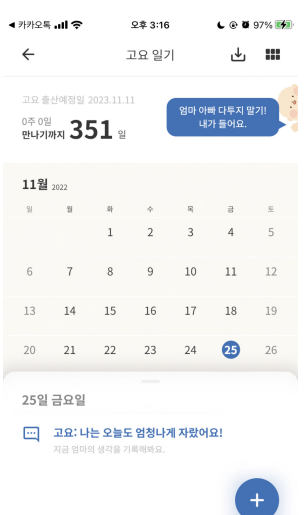 카카오톡 오후 3:16 97%
고요 일기
고요 출산예정일 2023.11.11
0주 0일
만나기까지 351 일
엄마 아빠 다투지 말기!
내가 들어요.
11월 2022
일 월 화 수 목 금 토
1 2 3 4 5
6 7 8 9 10 11 12
13 14 15 16 17 18 19
20 21 22 23 24 25 26
25일 금요일
고요: 나는 오늘도 엄청나게 자랐어요!
지금 엄마의 생각을 기록해봐요.